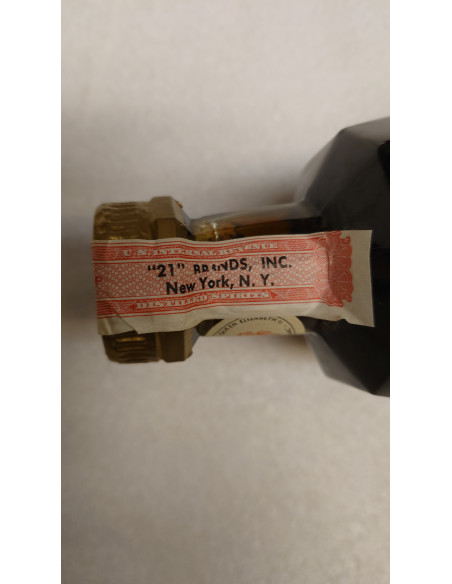 U.S. INTERNAL REVENUE
"21" BRANDS, INC.
New York, N. Y.
DISTILLED SPIRITS